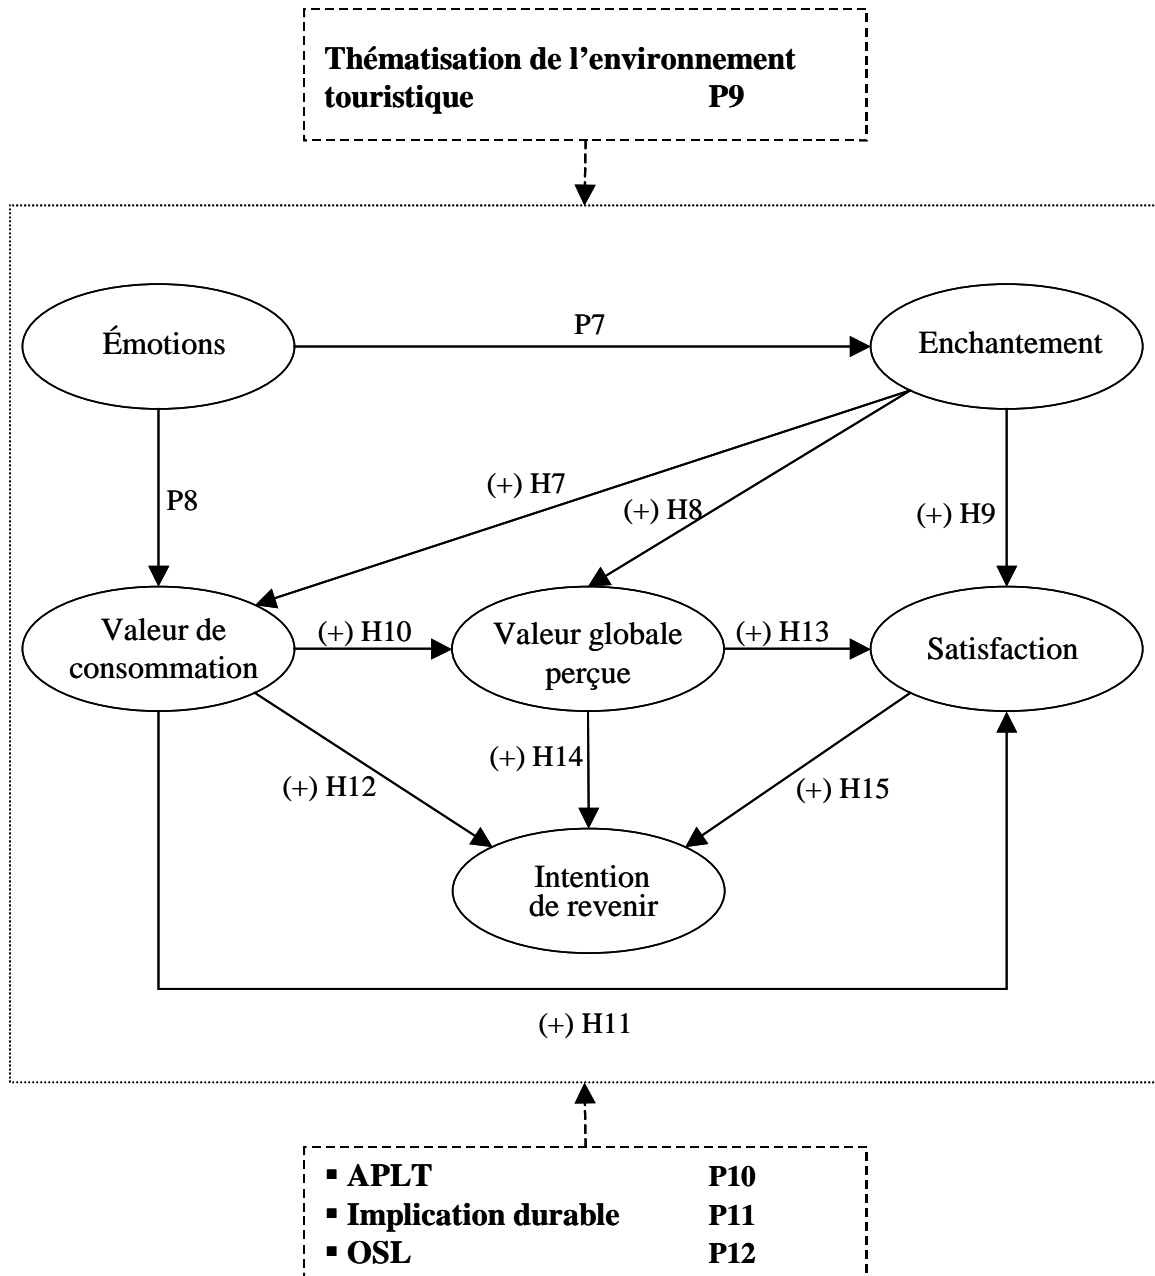 Thématisation de l’environnement
touristique P9
Émotions
P7
Enchantement
P8
(+) H7
(+) H8
(+) H9
Valeur de
consommation
(+) H10
Valeur globale
perçue
(+) H13
Satisfaction
(+) H12
(+) H14
(+) H15
Intention
de revenir
(+) H11
▪ APLT P10
▪ Implication durable P11
▪ OSL P12